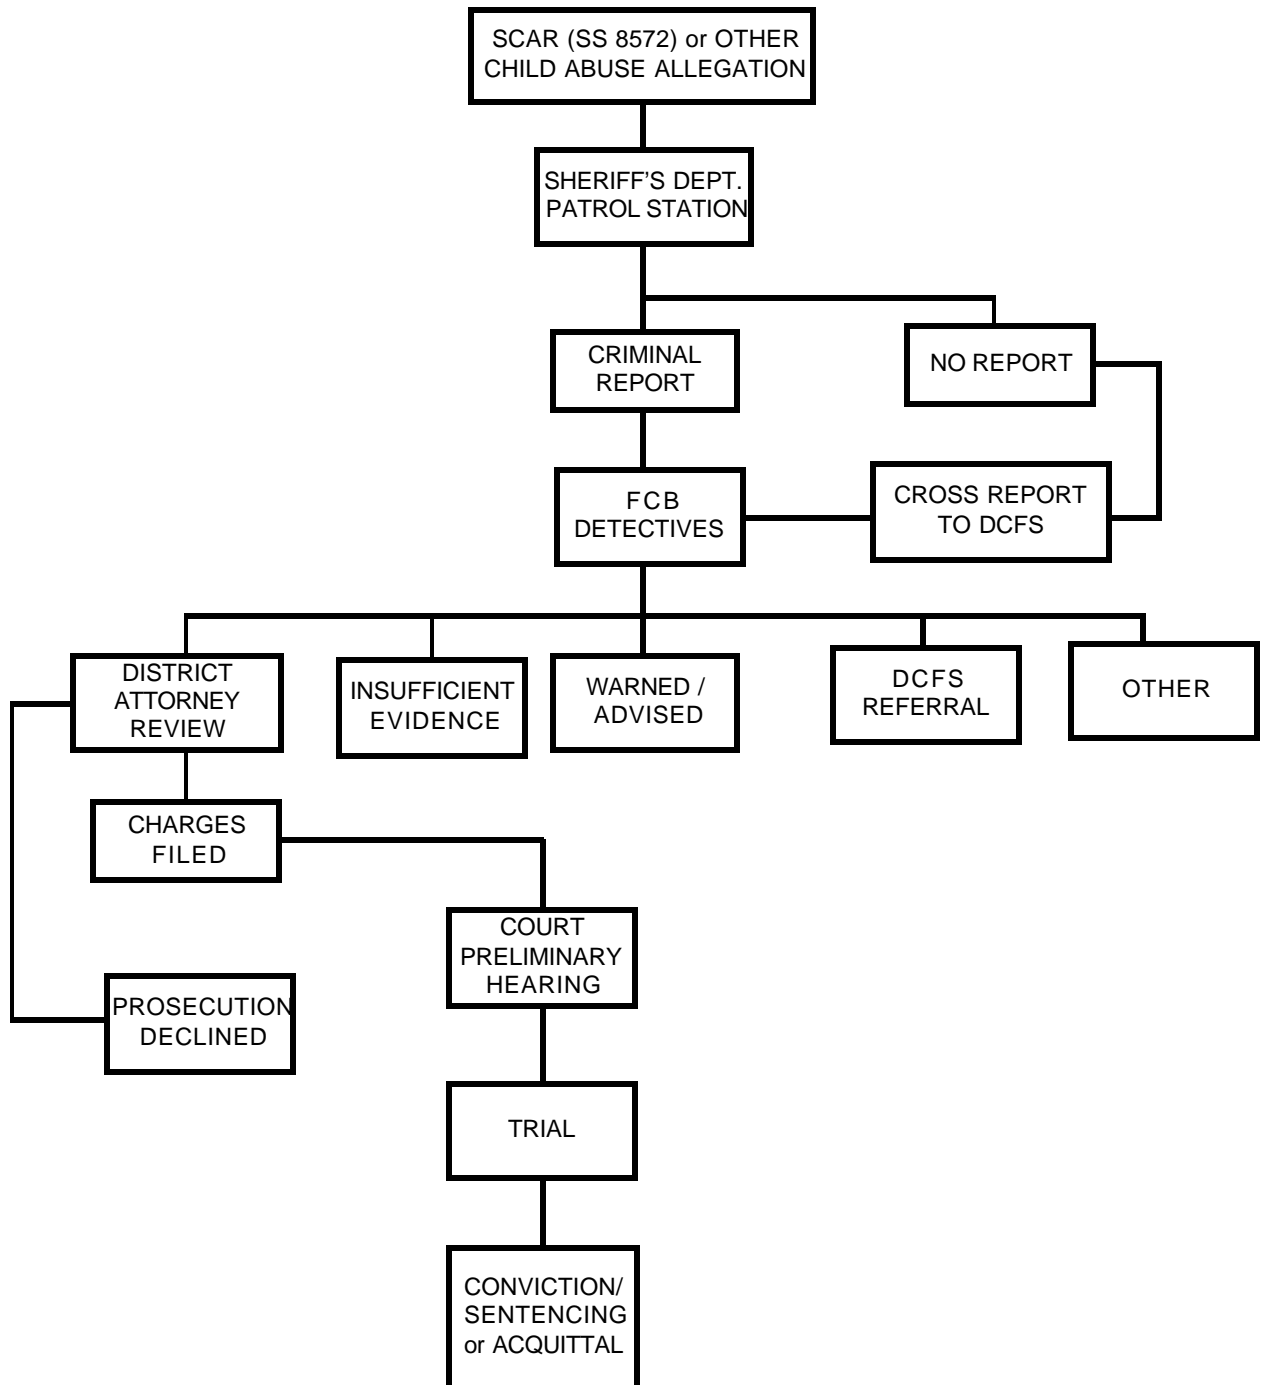 SCAR (SS 8572) or OTHER
CHILD ABUSE ALLEGATION
SHERIFF'S DEPT.
PATROL STATION
CRIMINAL
REPORT
NO REPORT
FCB
DETECTIVES
CROSS REPORT
TO DCFS
DISTRICT
ATTORNEY
REVIEW
INSUFFICIENT
EVIDENCE
WARNED /
ADVISED
DCFS
REFERRAL
OTHER
CHARGES
FILED
COURT
PRELIMINARY
HEARING
PROSECUTION
DECLINED
TRIAL
CONVICTION/
SENTENCING
or ACQUITTAL